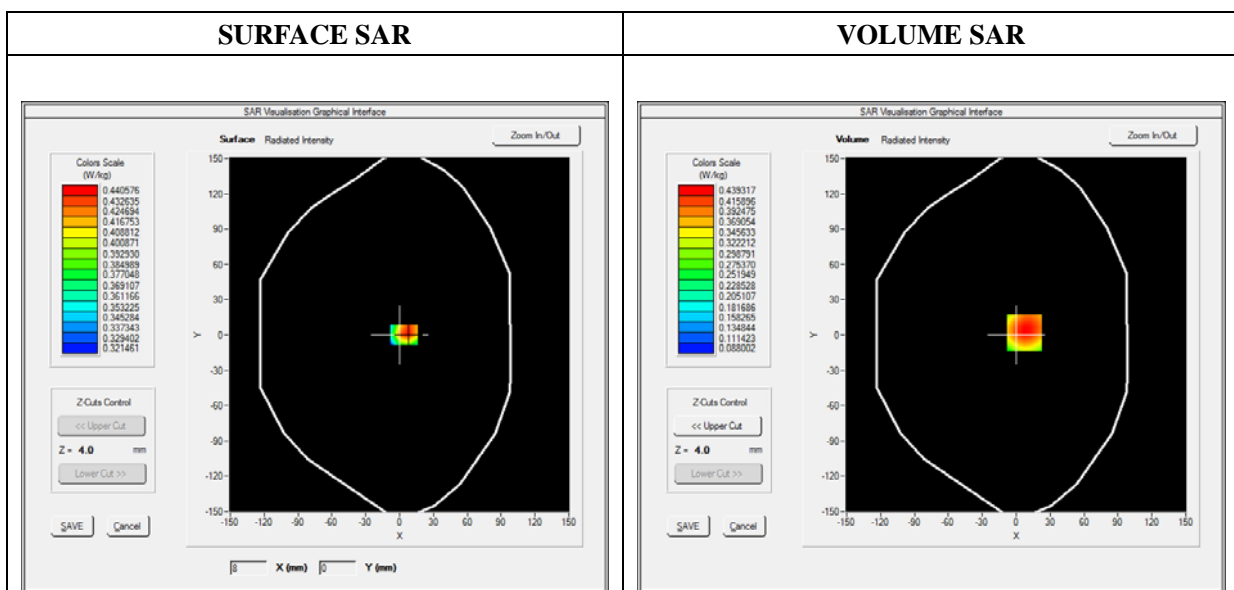 SURFACE SAR
VOLUME SAR
SAR Visualisation Graphical Interface
Surface Radiated Intensity
Zoom In/Out
Colors Scale
(W/kg)
0.440576
0.432635
0.424694
0.416753
0.408812
0.400871
0.392930
0.384989
0.377048
0.369107
0.361166
0.353225
0.345284
0.337343
0.329402
0.321461
Z-Cuts Control
<< Upper Cut
Z = 4.0 mm
Lower Cut >>
SAVE Cancel
150
120
90
60
30
0
-30
-60
-90
-120
-150
Y
-150 -120 -90 -60 -30 0 30 60 90 120 150
X
8 X (mm) 0 Y (mm)
SAR Visualisation Graphical Interface
Volume Radiated Intensity
Zoom In/Out
Colors Scale
(W/kg)
0.439317
0.415896
0.392475
0.369054
0.345633
0.322212
0.298791
0.275370
0.251949
0.228528
0.205107
0.181686
0.158265
0.134844
0.111423
0.088002
Z-Cuts Control
<< Upper Cut
Z = 4.0 mm
Lower Cut >>
SAVE Cancel
150
120
90
60
30
0
-30
-60
-90
-120
-150
Y
-150 -120 -90 -60 -30 0 30 60 90 120 150
X